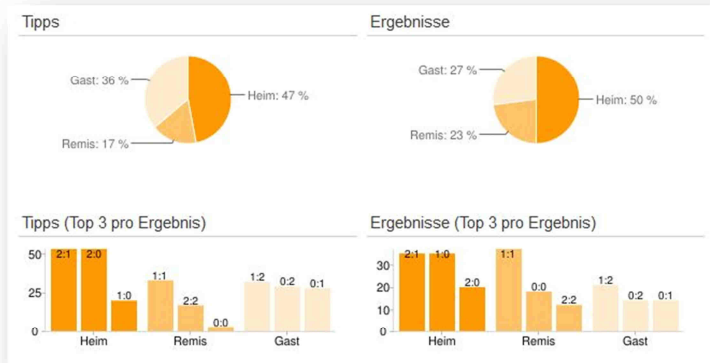 Tipps
Ergebnisse
Gast: 36 %
Heim: 47 %
Remis: 17 %
Gast: 27 %
Heim: 50 %
Remis: 23 %
Tipps (Top 3 pro Ergebnis)
Ergebnisse (Top 3 pro Ergebnis)
50
25
0
2:1
2:0
1:0
1:1
2:2
0:0
1:2
0:2
0:1
Heim
Remis
Gast
30
20
10
0
2:1
1:0
2:0
1:1
0:0
2:2
1:2
0:2
0:1
Heim
Remis
Gast